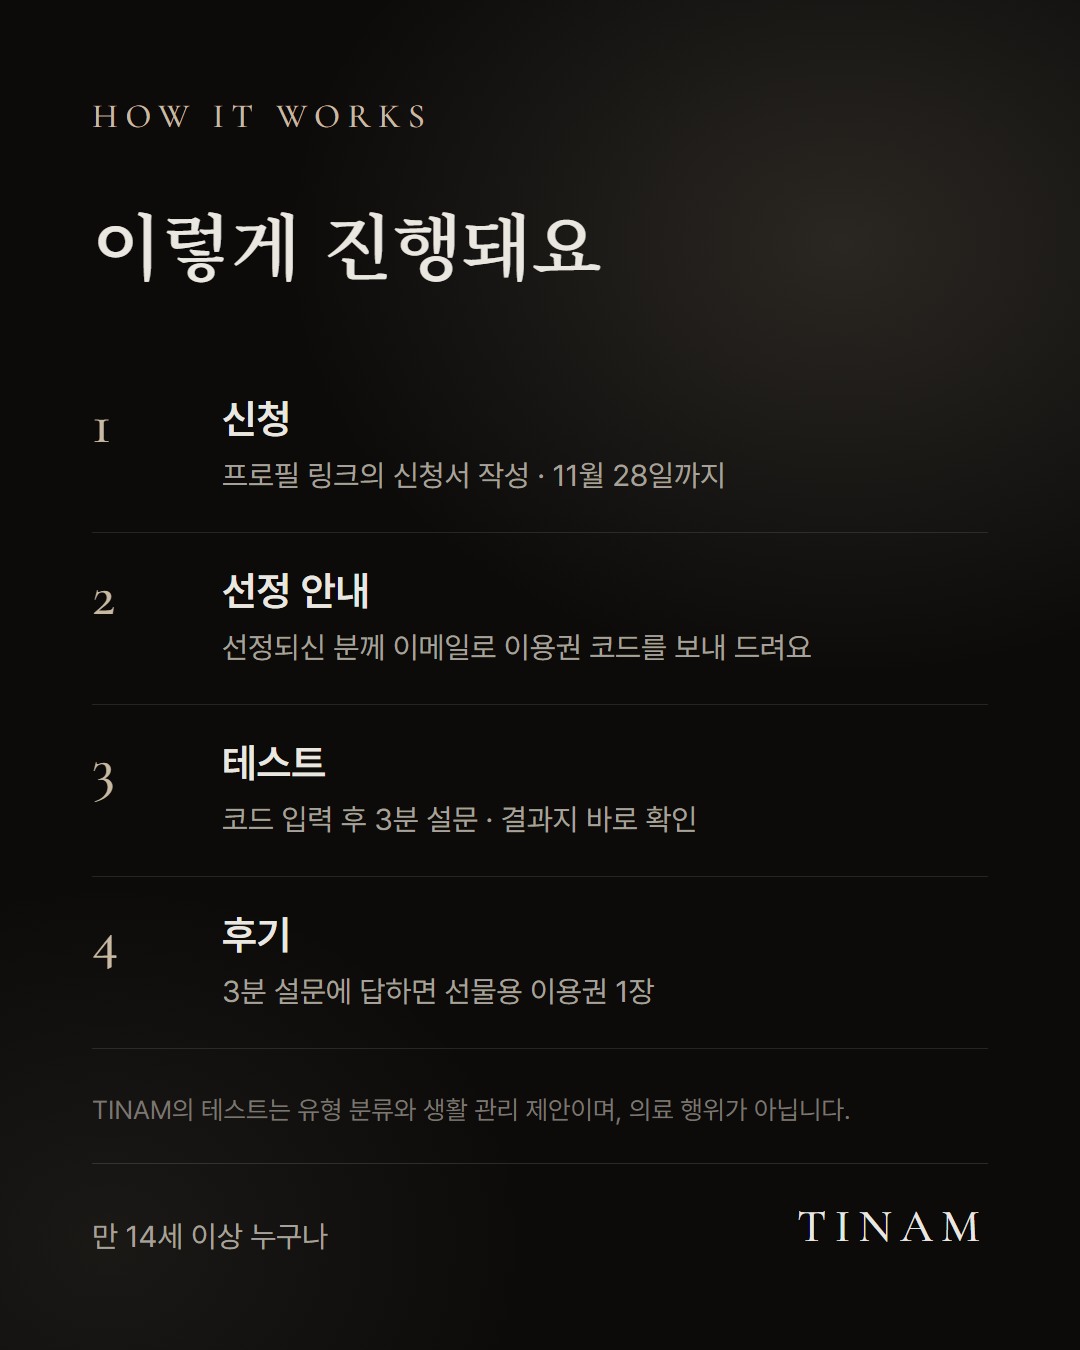 HOW IT WORKS
이렇게 진행돼요
1
신청
프로필 링크의 신청서 작성 · 11월 28일까지
2
선정 안내
선정되신 분께 이메일로 이용권 코드를 보내 드려요
3
테스트
코드 입력 후 3분 설문 · 결과지 바로 확인
4
후기
3분 설문에 답하면 선물용 이용권 1장
TINAM의 테스트는 유형 분류와 생활 관리 제안이며, 의료 행위가 아닙니다.
만 14세 이상 누구나
TINAM